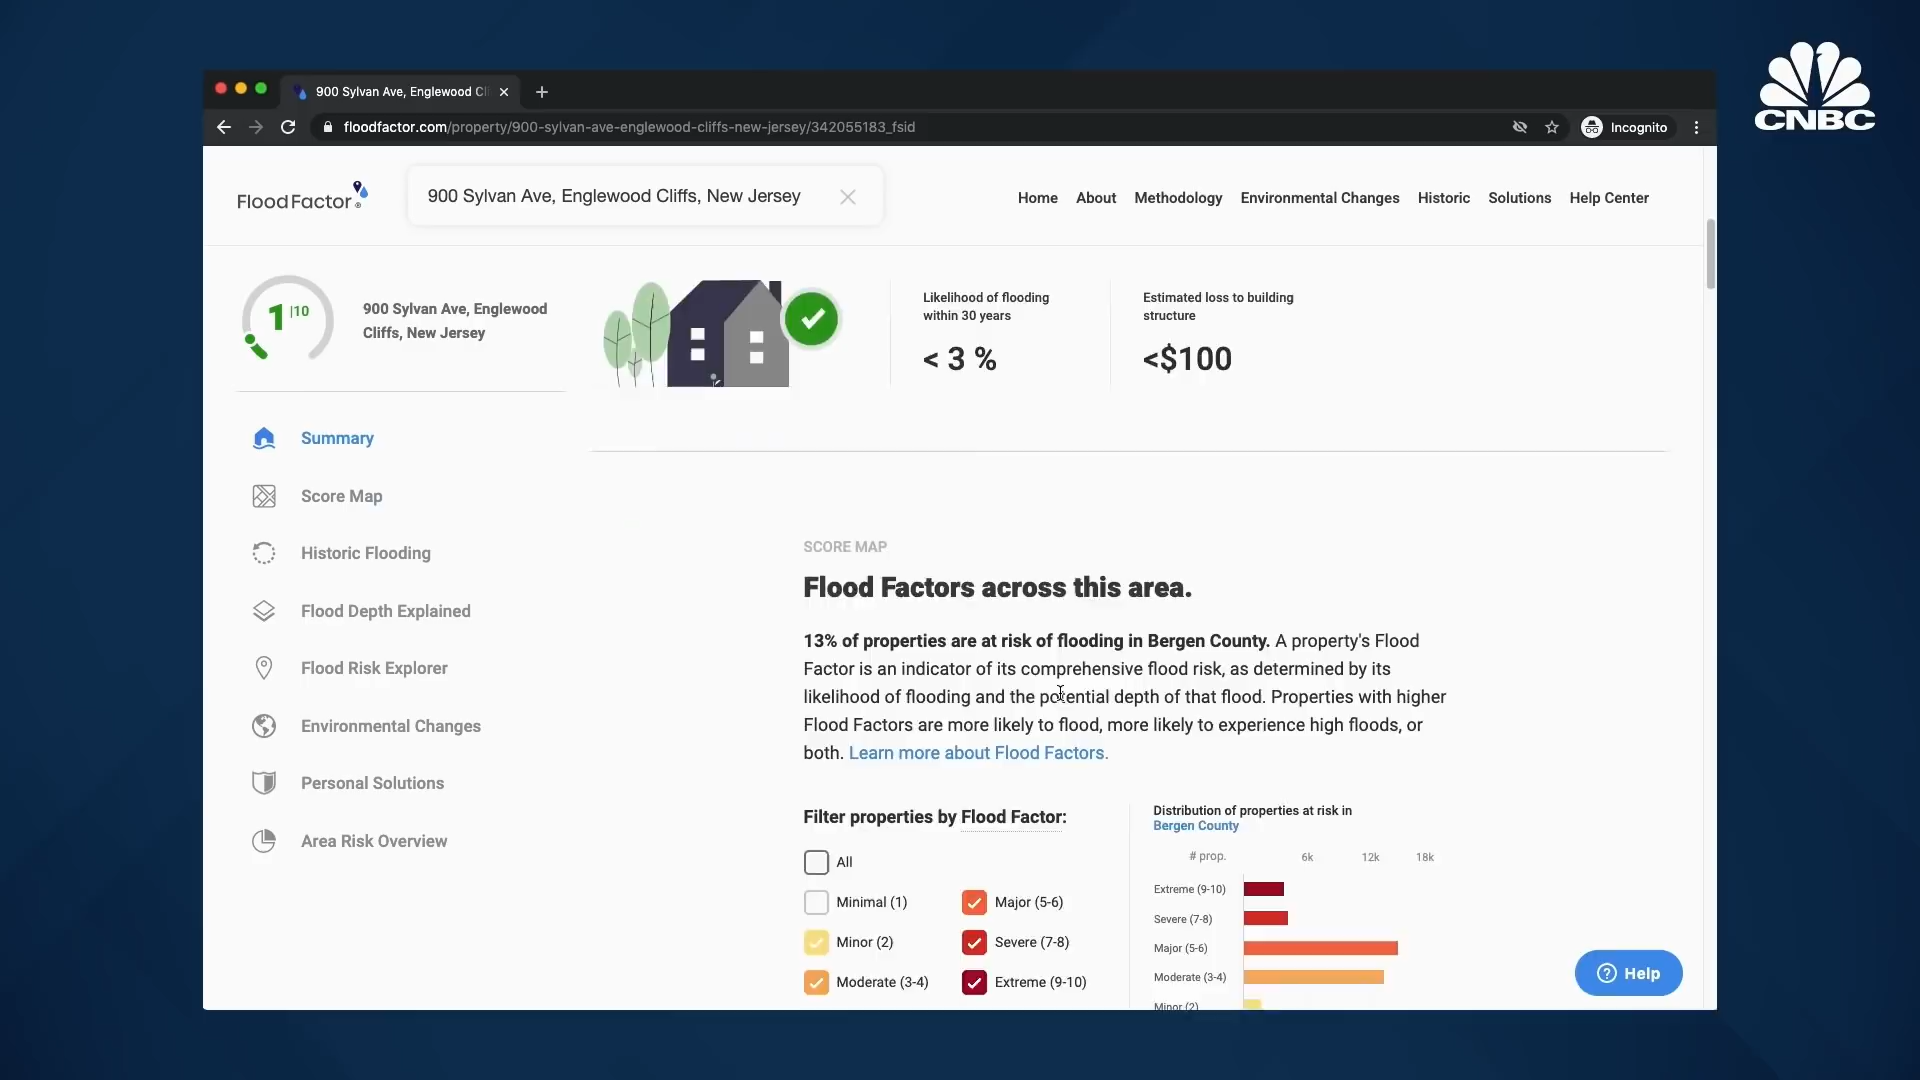 CNBC
900 Sylvan Ave, Englewood Cli
floodfactor.com/property/900-sylvan-ave-englewood-cliffs-new-jersey/342055183_fsid
Incognito
FloodFactor®
900 Sylvan Ave, Englewood Cliffs, New Jersey
Home
About
Methodology
Environmental Changes
Historic
Solutions
Help Center
1 |10
900 Sylvan Ave, Englewood
Cliffs, New Jersey
Likelihood of flooding
within 30 years
< 3 %
Estimated loss to building
structure
<$100
Summary
Score Map
Historic Flooding
Flood Depth Explained
Flood Risk Explorer
Environmental Changes
Personal Solutions
Area Risk Overview
SCORE MAP
Flood Factors across this area.
13% of properties are at risk of flooding in Bergen County. A property's Flood
Factor is an indicator of its comprehensive flood risk, as determined by its
likelihood of flooding and the potential depth of that flood. Properties with higher
Flood Factors are more likely to flood, more likely to experience high floods, or
both. Learn more about Flood Factors.
Filter properties by Flood Factor:
All
Minimal (1)
Major (5-6)
Minor (2)
Severe (7-8)
Moderate (3-4)
Extreme (9-10)
Distribution of properties at risk in
Bergen County
# prop. 6k 12k 18k
Extreme (9-10)
Severe (7-8)
Major (5-6)
Moderate (3-4)
Minor (2)
Help